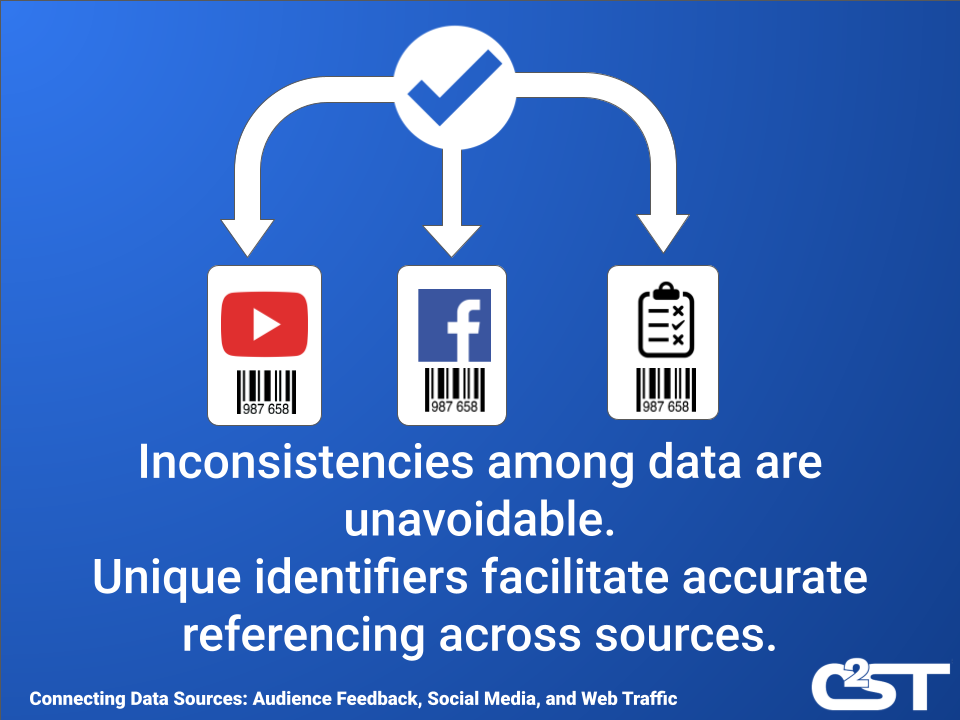 987 658
987 658
987 658
Inconsistencies among data are
unavoidable.
Unique identifiers facilitate accurate
referencing across sources.
Connecting Data Sources: Audience Feedback, Social Media, and Web Traffic
C2ST